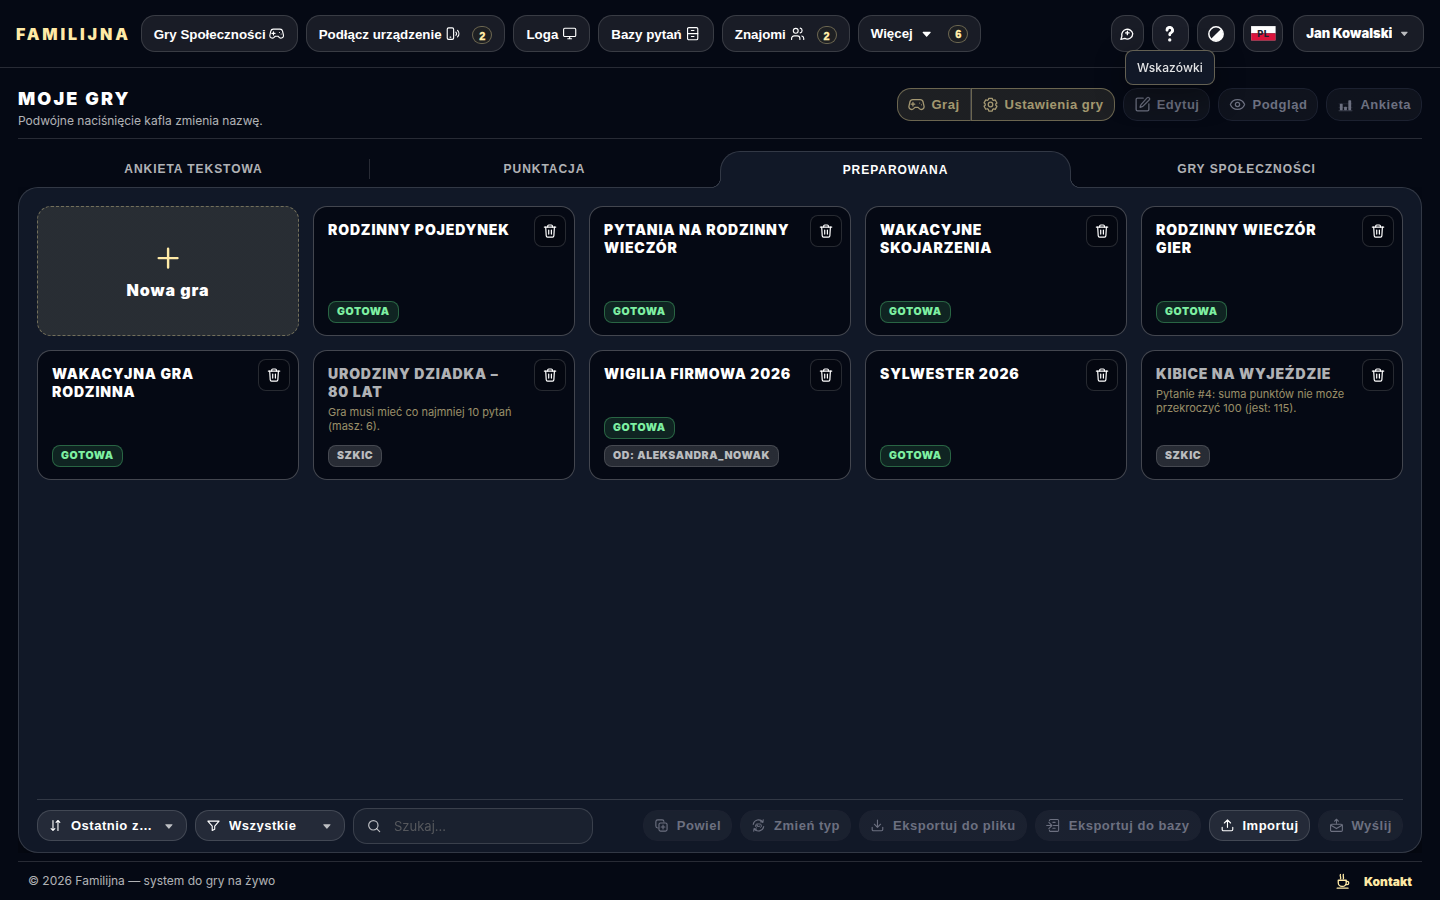 FAMILIJNA
Gry Społeczności
Podłącz urządzenie 2
Loga
Bazy pytań
Znajomi 2
Więcej 6
?
PL
Jan Kowalski
Wskazówki
MOJE GRY
Podwójne naciśnięcie kafla zmienia nazwę.
Graj
Ustawienia gry
Edytuj
Podgląd
Ankieta
ANKIETA TEKSTOWA
PUNKTACJA
PREPAROWANA
GRY SPOŁECZNOŚCI
Nowa gra
RODZINNY POJEDYNEK
GOTOWA
PYTANIA NA RODZINNY
WIECZÓR
GOTOWA
WAKACYJNE
SKOJARZENIA
GOTOWA
RODZINNY WIECZÓR
GIER
GOTOWA
WAKACYJNA GRA
RODZINNA
GOTOWA
URODZINY DZIADKA –
80 LAT
Gra musi mieć co najmniej 10 pytań
(masz: 6).
SZKIC
WIGILIA FIRMOWA 2026
GOTOWA
OD: ALEKSANDRA_NOWAK
SYLWESTER 2026
GOTOWA
KIBICE NA WYJEŹDZIE
Pytanie #4: suma punktów nie może
przekroczyć 100 (jest: 115).
SZKIC
Ostatnio z...
Wszystkie
Szukaj...
Powiel
Zmień typ
Eksportuj do pliku
Eksportuj do bazy
Importuj
Wyślij
© 2026 Familijna — system do gry na żywo
Kontakt